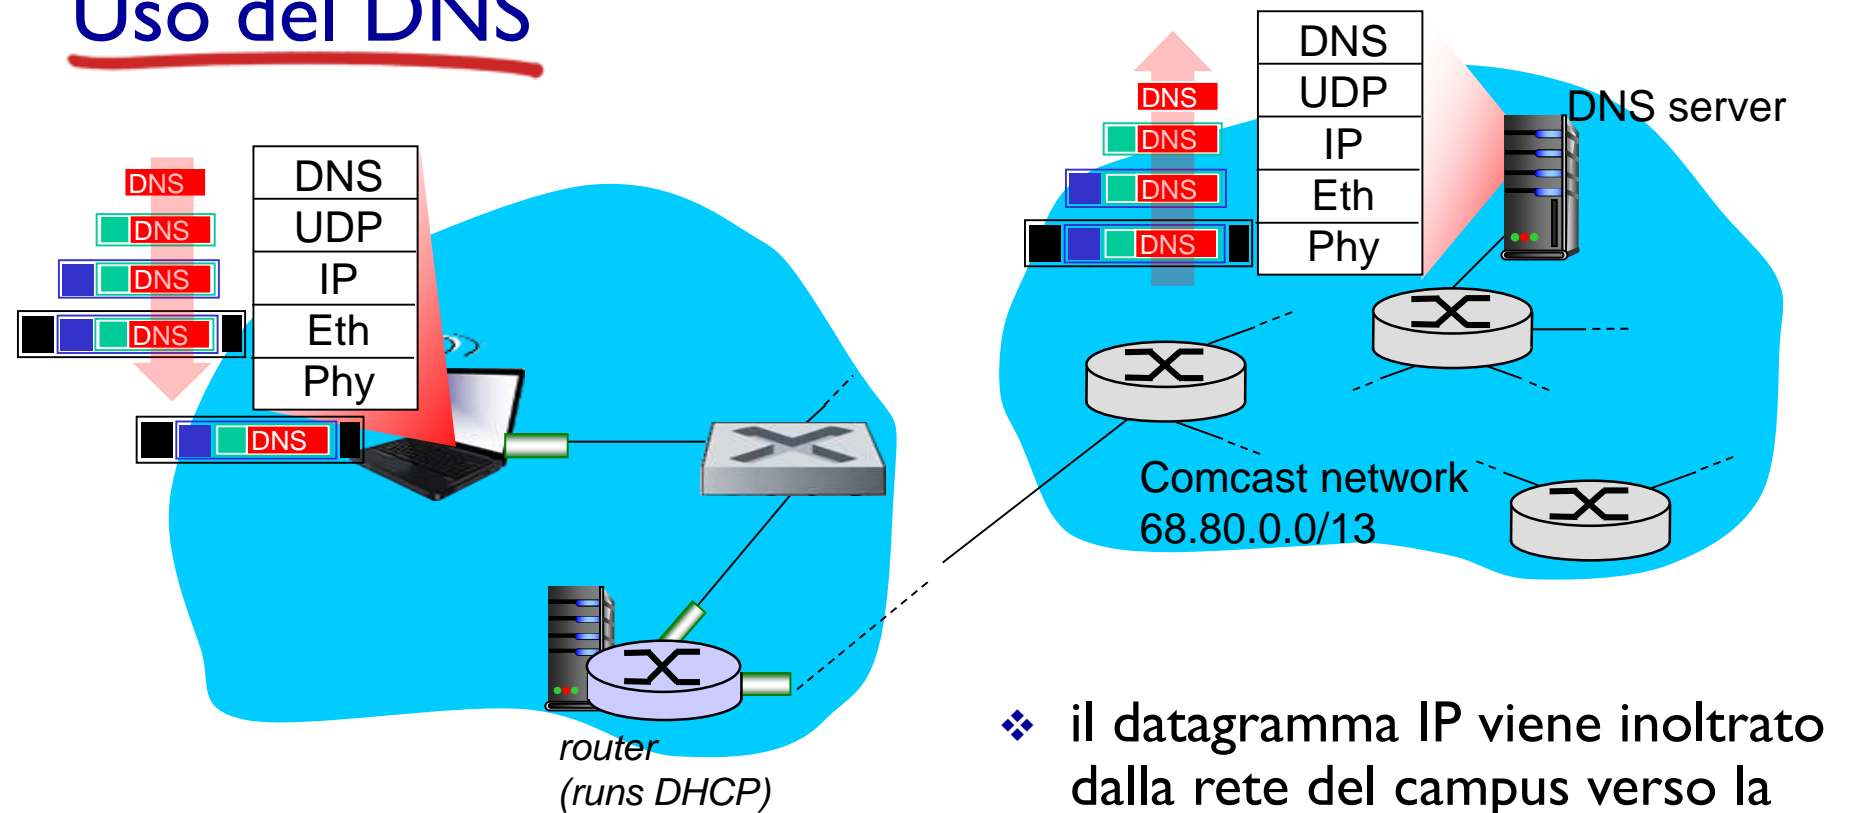 Uso del DNS
DNS
DNS
DNS
DNS
DNS
DNS
UDP
IP
Eth
Phy
DNS
DNS
DNS
DNS
DNS
UDP
IP
Eth
Phy
DNS server
Comcast network
68.80.0.0/13
router
(runs DHCP)
❖ il datagramma IP viene inoltrato
dalla rete del campus verso la